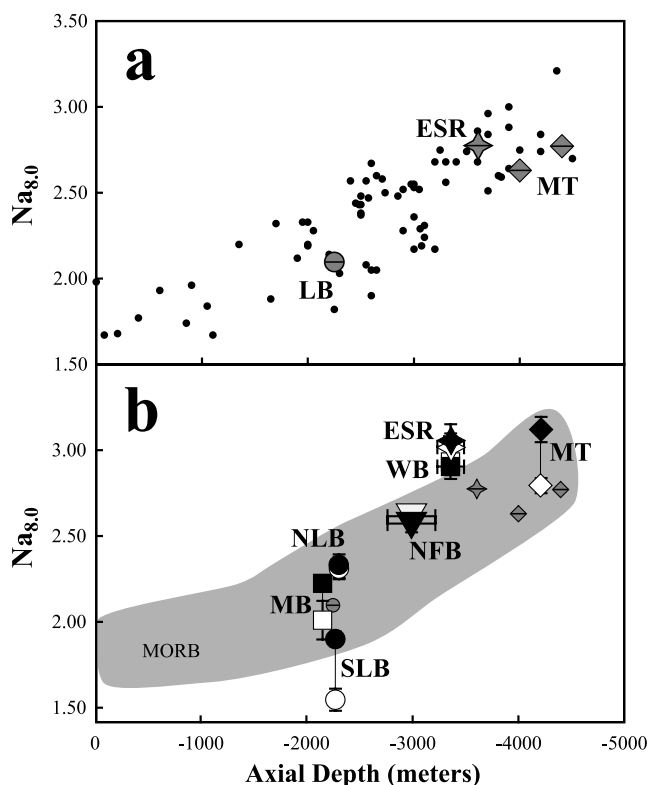 3.50
a
3.00
ESR
Na8.0
2.50
MT
2.00
LB
1.50
b
3.00
ESR
MT
WB
Na8.0
2.50
NLB
NFB
2.00
MB
MORB
SLB
1.50
0 -1000 -2000 -3000 -4000 -5000
Axial Depth (meters)